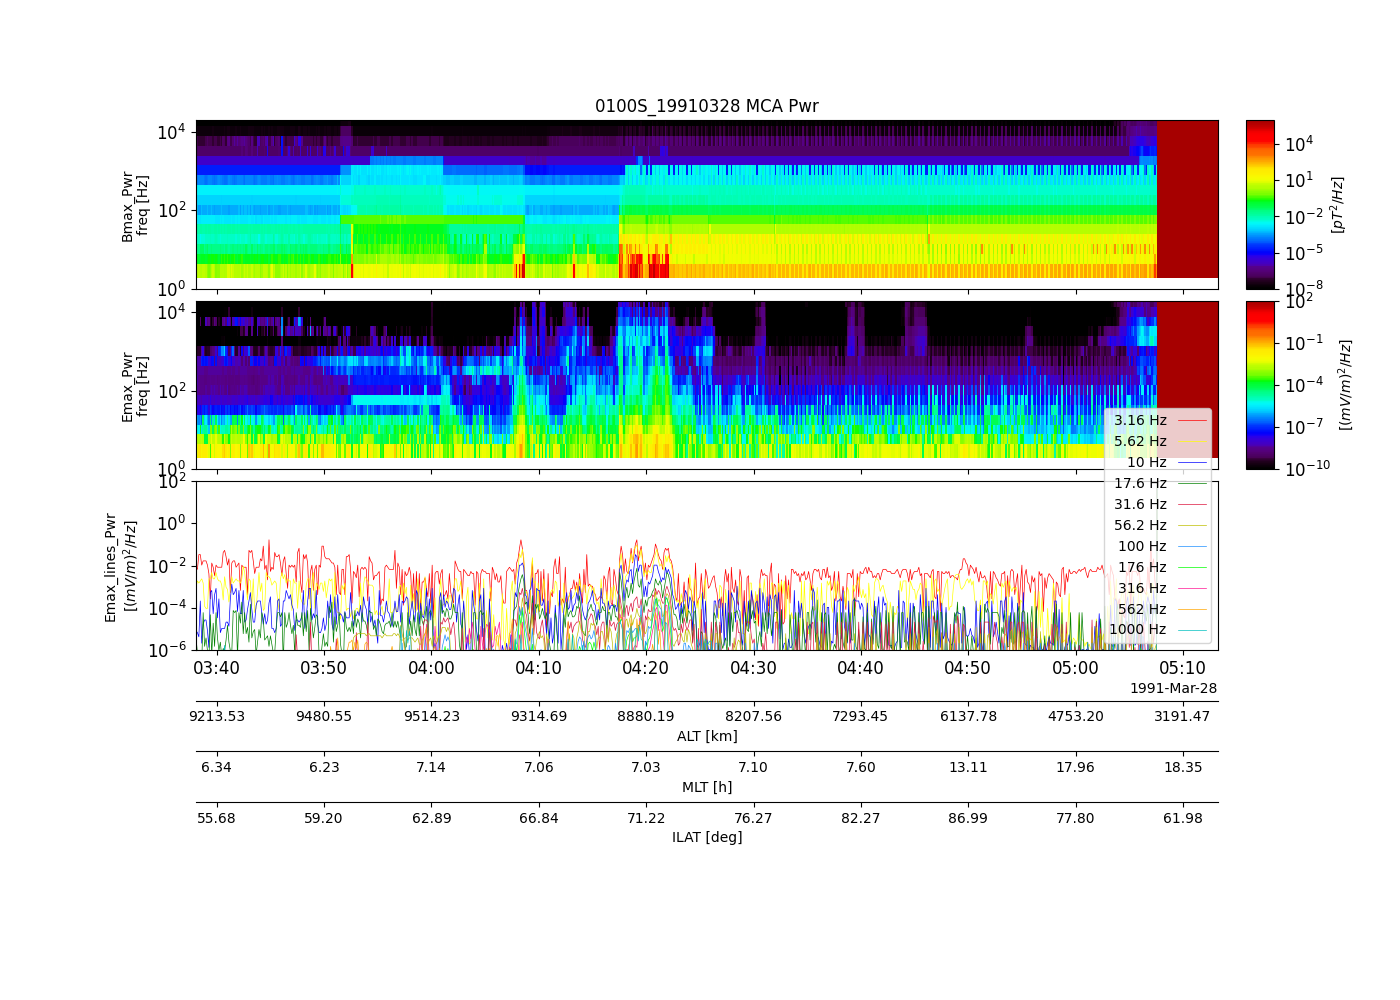 0100S_19910328 MCA Pwr
10^4
10^2
10^0
Bmax_Pwr
freq [Hz]
10^4
10^1
10^-2
10^-5
10^-8
[pT^2/Hz]
10^4
10^2
10^0
Emax_Pwr
freq [Hz]
10^2
10^-1
10^-4
10^-7
10^-10
[(mV/m)^2/Hz]
10^2
10^0
10^-2
10^-4
10^-6
Emax_lines_Pwr
[(mV/m)^2/Hz]
3.16 Hz
5.62 Hz
10 Hz
17.6 Hz
31.6 Hz
56.2 Hz
100 Hz
176 Hz
316 Hz
562 Hz
1000 Hz
03:40 03:50 04:00 04:10 04:20 04:30 04:40 04:50 05:00 05:10
1991-Mar-28
9213.53 9480.55 9514.23 9314.69 8880.19 8207.56 7293.45 6137.78 4753.20 3191.47
ALT [km]
6.34 6.23 7.14 7.06 7.03 7.10 7.60 13.11 17.96 18.35
MLT [h]
55.68 59.20 62.89 66.84 71.22 76.27 82.27 86.99 77.80 61.98
ILAT [deg]